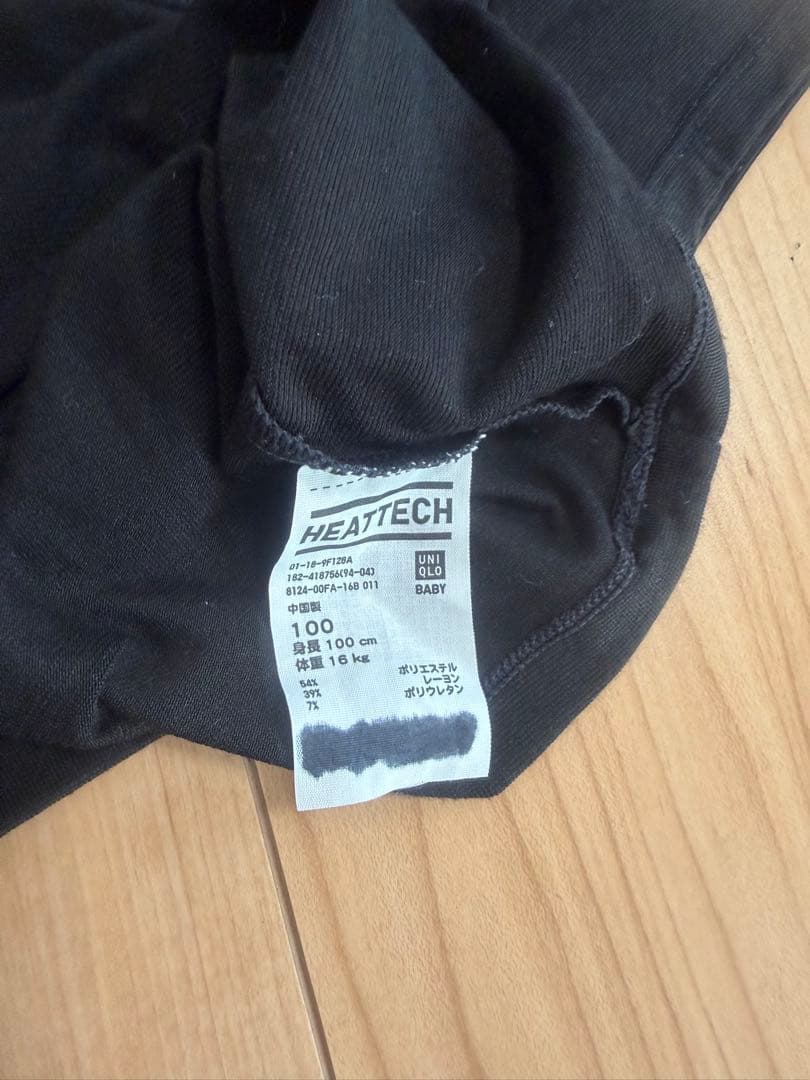 HEATTECH
01-18-9F128A
182-418756(94-04)
8124-00FA-16B 011
UNI
QLO
BABY
中国製
100
身長 100 cm
体重 16 kg
54% ポリエステル
39% レーヨン
7% ポリウレタン